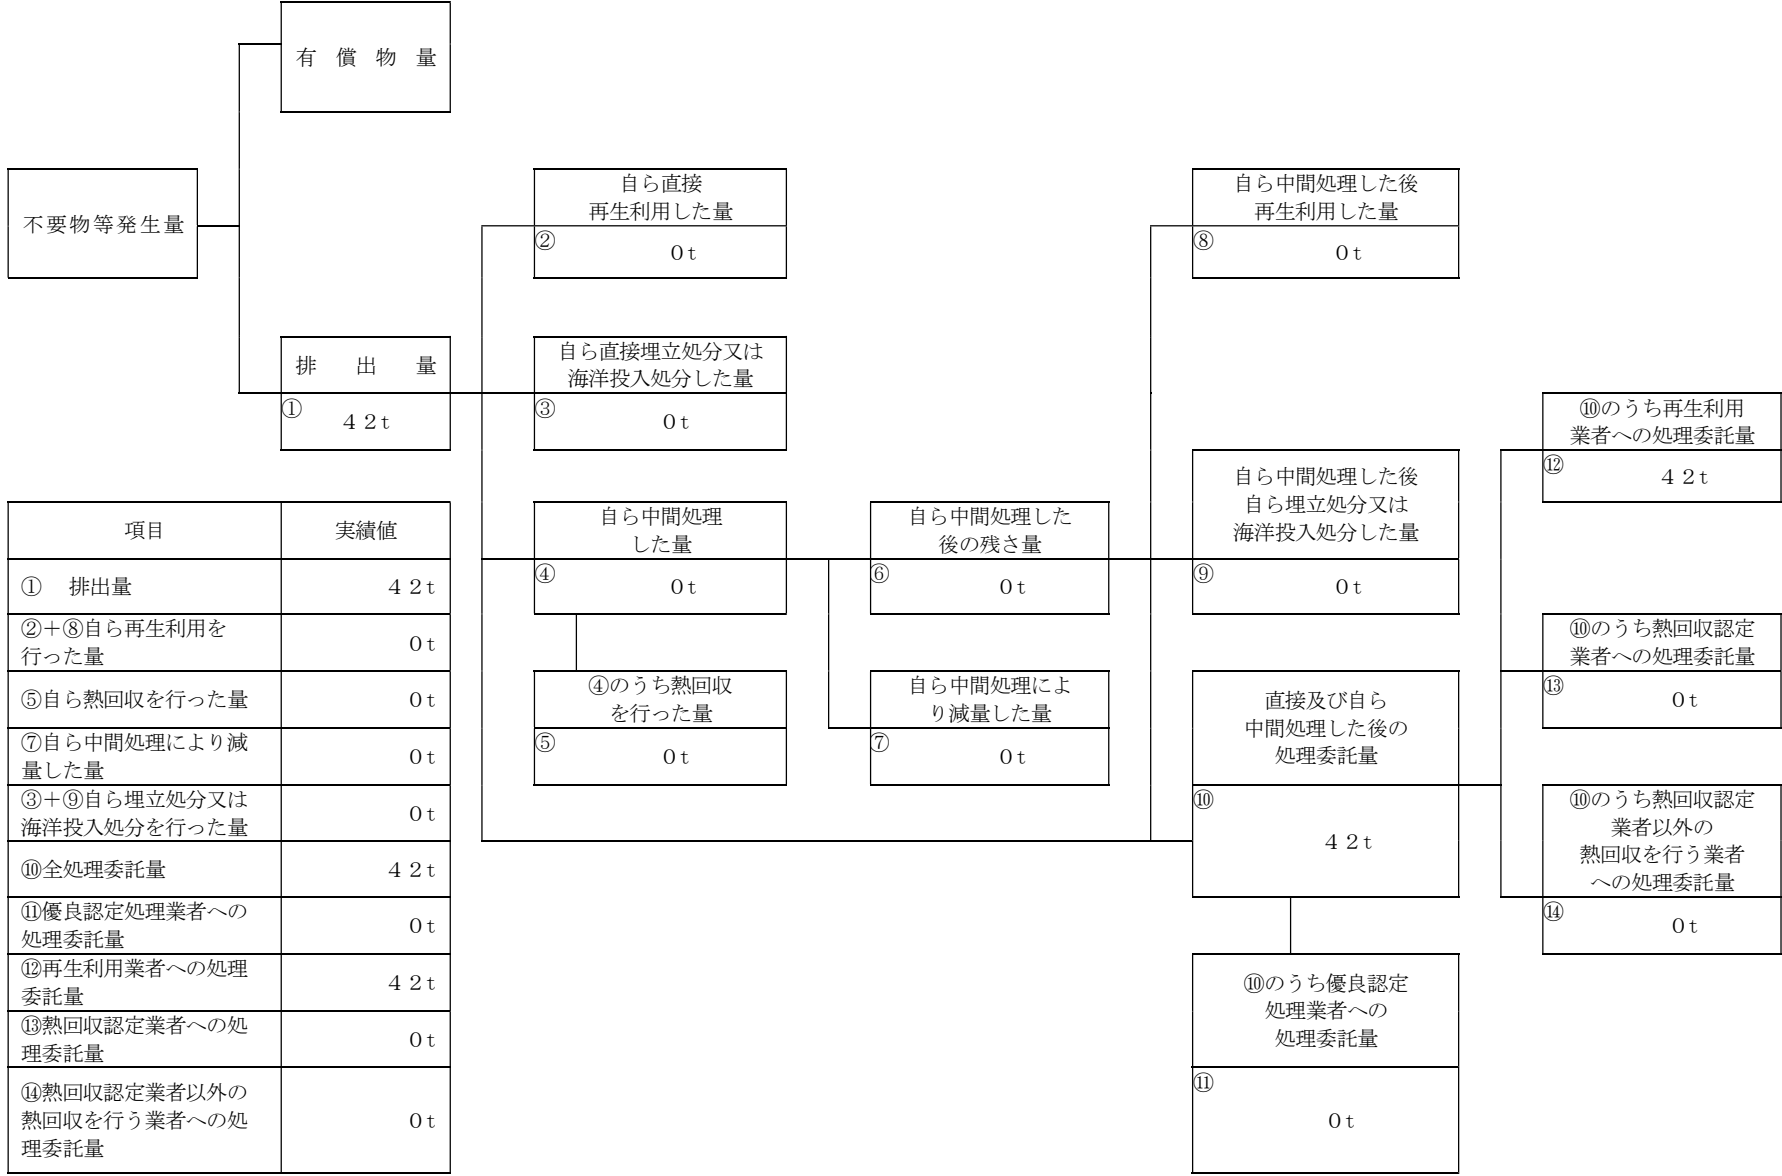 有　償　物　量
不要物等発生量
自ら直接
再生利用した量
②
０ｔ
自ら中間処理した後
再生利用した量
⑧
０ｔ
排　出　量
①
４２ｔ
自ら直接埋立処分又は
海洋投入処分した量
③
０ｔ
⑩のうち再生利用
業者への処理委託量
⑫
４２ｔ
自ら中間処理した後
自ら埋立処分又は
海洋投入処分した量
⑨
０ｔ
自ら中間処理
した量
④
０ｔ
自ら中間処理した
後の残さ量
⑥
０ｔ
⑩のうち熱回収認定
業者への処理委託量
⑬
０ｔ
④のうち熱回収
を行った量
⑤
０ｔ
自ら中間処理によ
り減量した量
⑦
０ｔ
直接及び自ら
中間処理した後の
処理委託量
⑩
４２ｔ
⑩のうち熱回収認定
業者以外の
熱回収を行う業者
への処理委託量
⑭
０ｔ
⑩のうち優良認定
処理業者への
処理委託量
⑪
０ｔ
項目　実績値
①　排出量　４２ｔ
②＋⑧自ら再生利用を
行った量　０ｔ
⑤自ら熱回収を行った量　０ｔ
⑦自ら中間処理により減
量した量　０ｔ
③＋⑨自ら埋立処分又は
海洋投入処分を行った量　０ｔ
⑩全処理委託量　４２ｔ
⑪優良認定処理業者への
処理委託量　０ｔ
⑫再生利用業者への処理
委託量　４２ｔ
⑬熱回収認定業者への処
理委託量　０ｔ
⑭熱回収認定業者以外の
熱回収を行う業者への処
理委託量　０ｔ